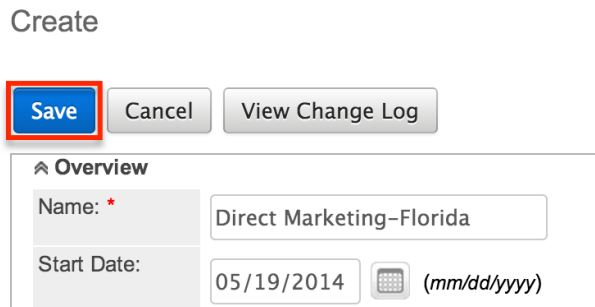 Create
Save Cancel View Change Log
Overview
Name: * Direct Marketing-Florida
Start Date: 05/19/2014 (mm/dd/yyyy)